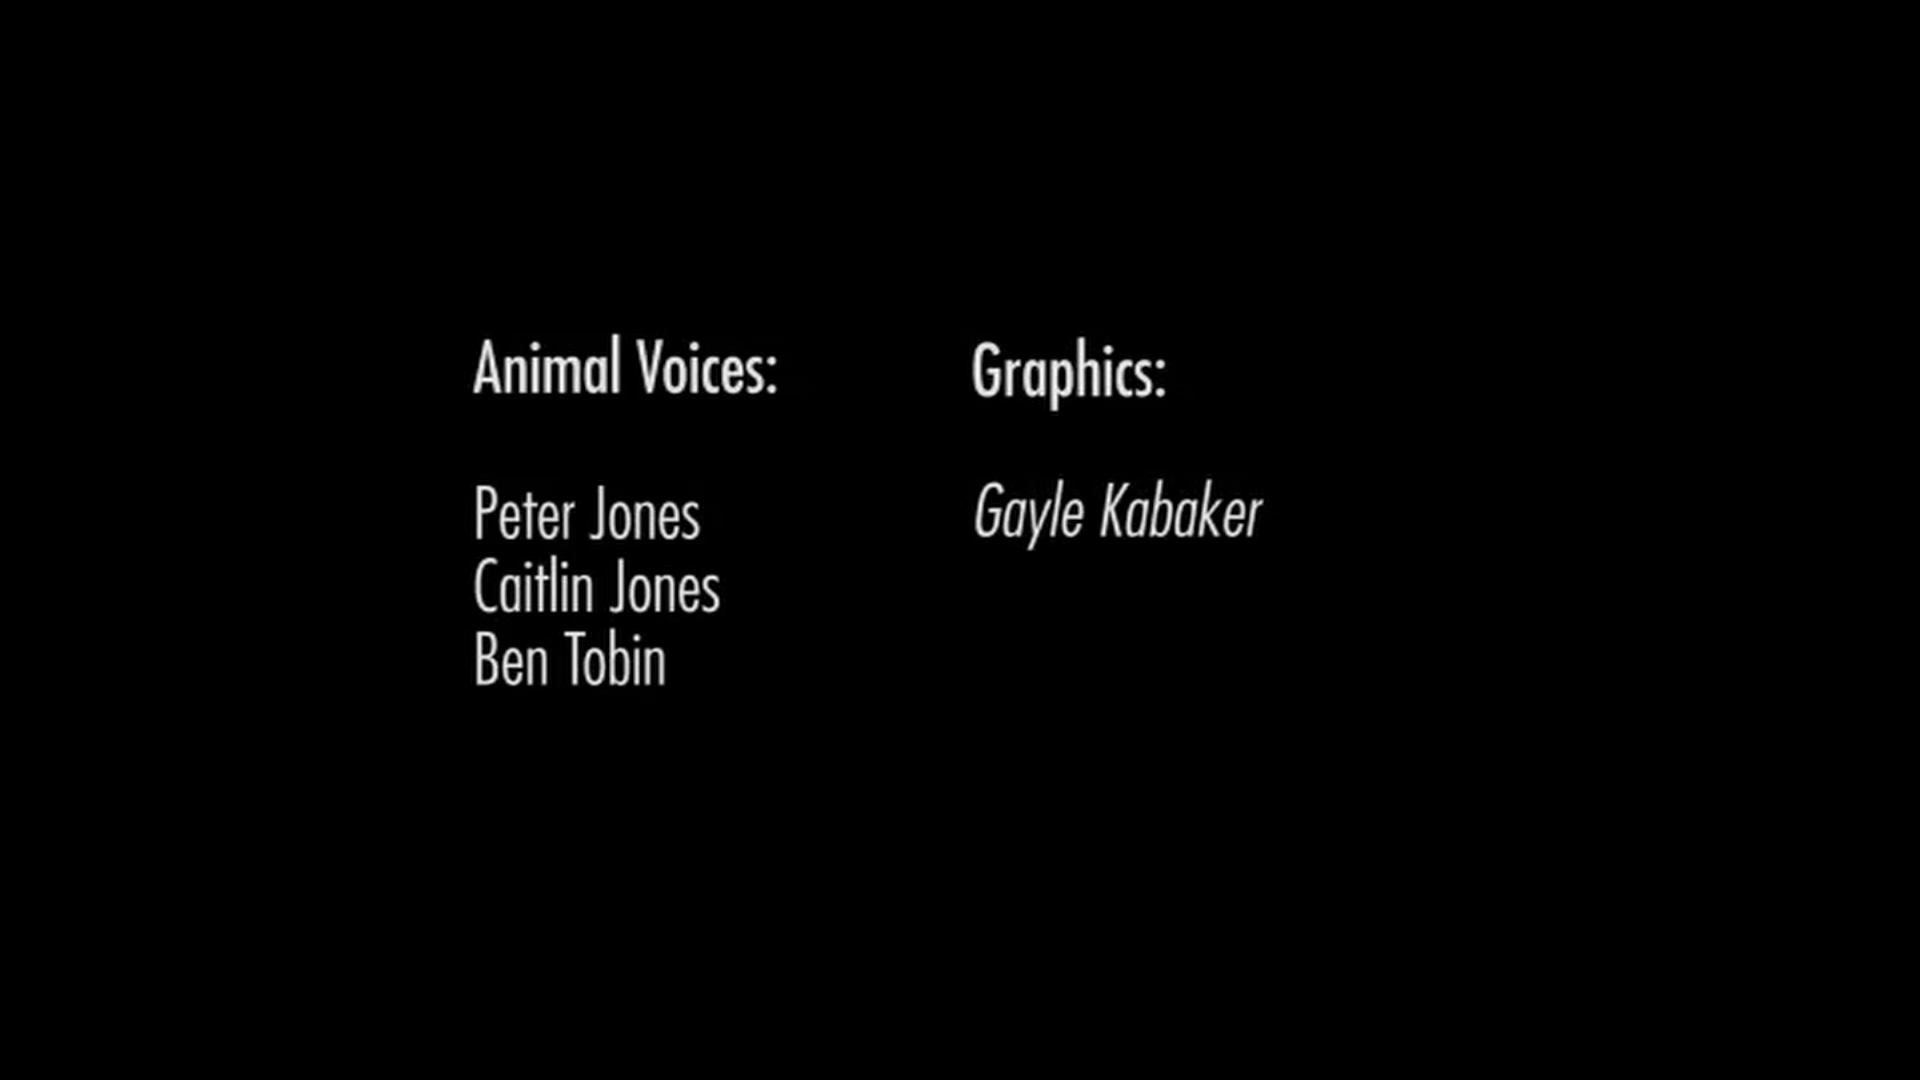 Animal Voices:
Peter Jones
Caitlin Jones
Ben Tobin
Graphics:
Gayle Kabaker